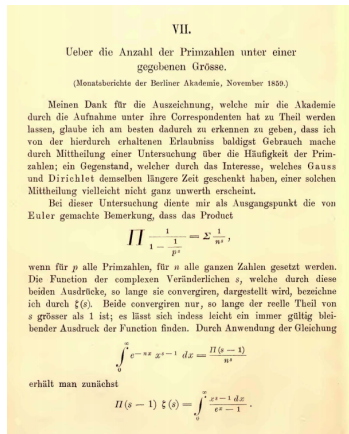 VII.
Ueber die Anzahl der Primzahlen unter einer
gegebenen Grösse.
(Monatsberichte der Berliner Akademie, November 1859.)
Meinen Dank für die Auszeichnung, welche mir die Akademie
durch die Aufnahme unter ihre Correspondenten hat zu Theil werden
lassen, glaube ich am besten dadurch zu erkennen zu geben, dass ich
von der hierdurch erhaltenen Erlaubniss baldigst Gebrauch mache
durch Mittheilung einer Untersuchung über die Häufigkeit der Prim-
zahlen; ein Gegenstand, welcher durch das Interesse, welches Gauss
und Dirichlet demselben längere Zeit geschenkt haben, einer solchen
Mittheilung vielleicht nicht ganz unwerth erscheint.
Bei dieser Untersuchung diente mir als Ausgangspunkt die von
Euler gemachte Bemerkung, dass das Product
∏ 1/(1 − 1/pˢ) = Σ 1/nˢ,
wenn für p alle Primzahlen, für n alle ganzen Zahlen gesetzt werden.
Die Function der complexen Veränderlichen s, welche durch diese
beiden Ausdrücke, so lange sie convergiren, dargestellt wird, bezeichne
ich durch ζ(s). Beide convergiren nur, so lange der reelle Theil von
s grösser als 1 ist; es lässt sich indess leicht ein immer gültig blei-
bender Ausdruck der Function finden. Durch Anwendung der Gleichung
∫₀^∞ e^(−nx) x^(s−1) dx = Π(s − 1)/nˢ
erhält man zunächst
Π(s − 1) ζ(s) = ∫₀^∞ x^(s−1) dx/(e^x − 1).